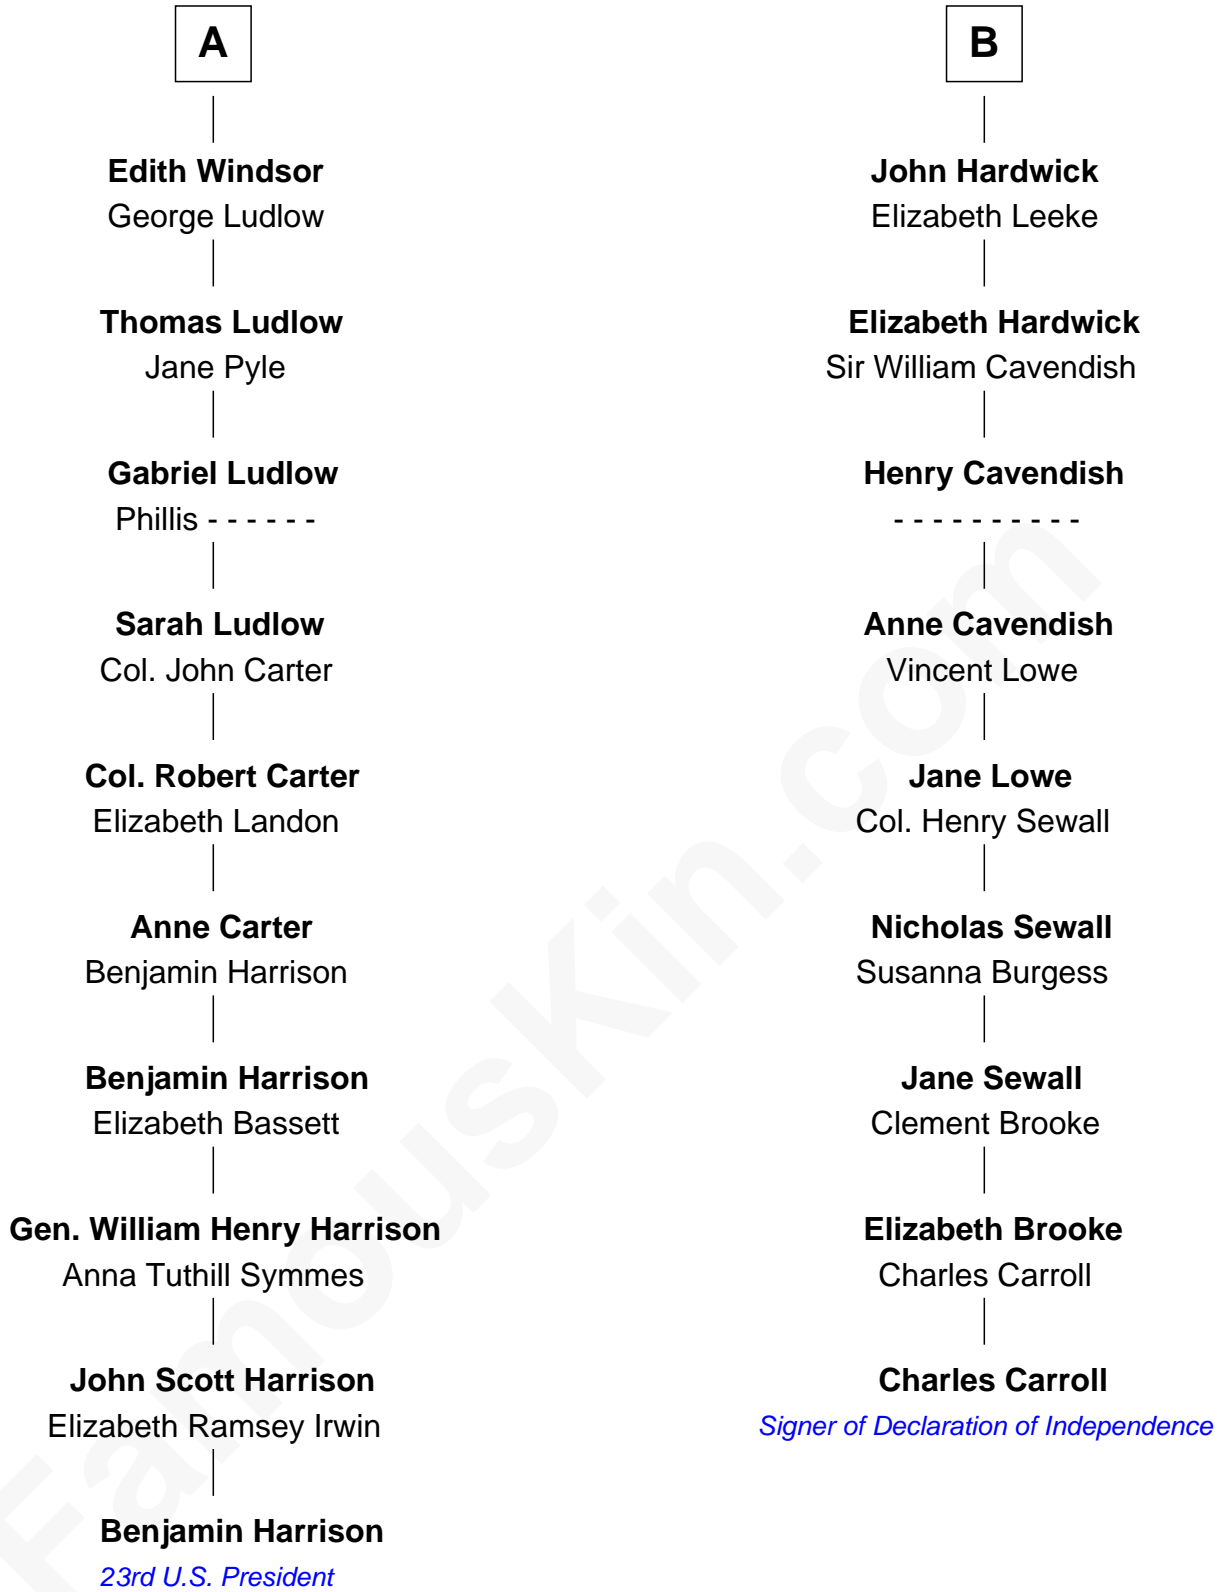 A
Edith Windsor
George Ludlow
Thomas Ludlow
Jane Pyle
Gabriel Ludlow
Phillis - - - - - -
Sarah Ludlow
Col. John Carter
Col. Robert Carter
Elizabeth Landon
Anne Carter
Benjamin Harrison
Benjamin Harrison
Elizabeth Bassett
Gen. William Henry Harrison
Anna Tuthill Symmes
John Scott Harrison
Elizabeth Ramsey Irwin
Benjamin Harrison
23rd U.S. President
B
John Hardwick
Elizabeth Leeke
Elizabeth Hardwick
Sir William Cavendish
Henry Cavendish
- - - - - - - - - -
Anne Cavendish
Vincent Lowe
Jane Lowe
Col. Henry Sewall
Nicholas Sewall
Susanna Burgess
Jane Sewall
Clement Brooke
Elizabeth Brooke
Charles Carroll
Charles Carroll
Signer of Declaration of Independence
FamousKin.com